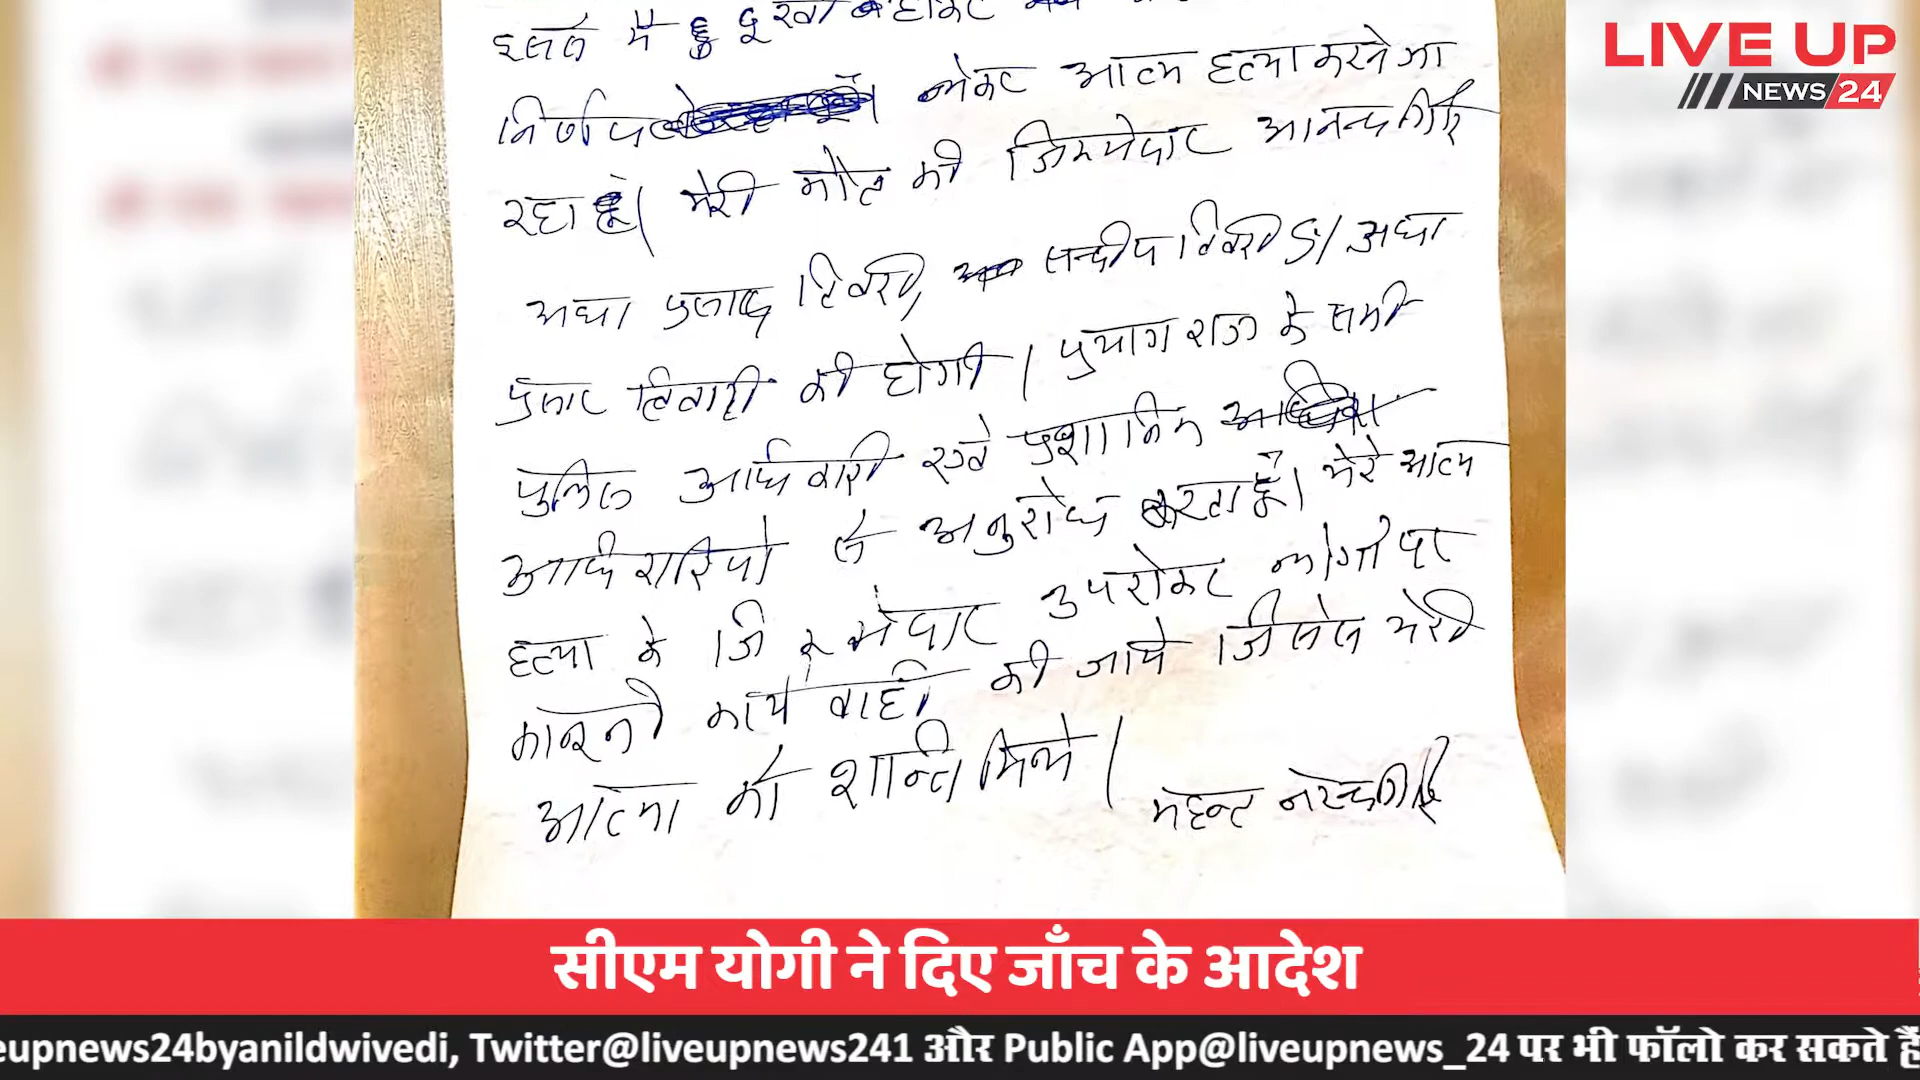 इससे मैं दुखी होकर
LIVE UP
NEWS 24
निर्णय लेकर आत्म हत्या करने जा
रहा हूँ। मेरी मौत की जिम्मेदार आनन्द गिरि
अद्या प्रसाद तिवारी, सन्दीप तिवारी S/ अद्या
प्रसाद तिवारी की होगी। प्रयाग राज के सभी
पुलिस अधिकारी एवं प्रशासनिक
अधिकारियो से अनुरोध करता हूँ। मेरे आत्म
हत्या के जिम्मेदार उपरोक्ट लोगो पर
कानूनी कार्यवाही की जाये जिससे मेरी
आत्मा को शान्ति मिले।
महन्ट नरेन्द्र गिरि
सीएम योगी ने दिए जाँच के आदेश
eupnews24byanildwivedi, Twitter@liveupnews241 और Public App@liveupnews_24 पर भी फॉलो कर सकते हैं